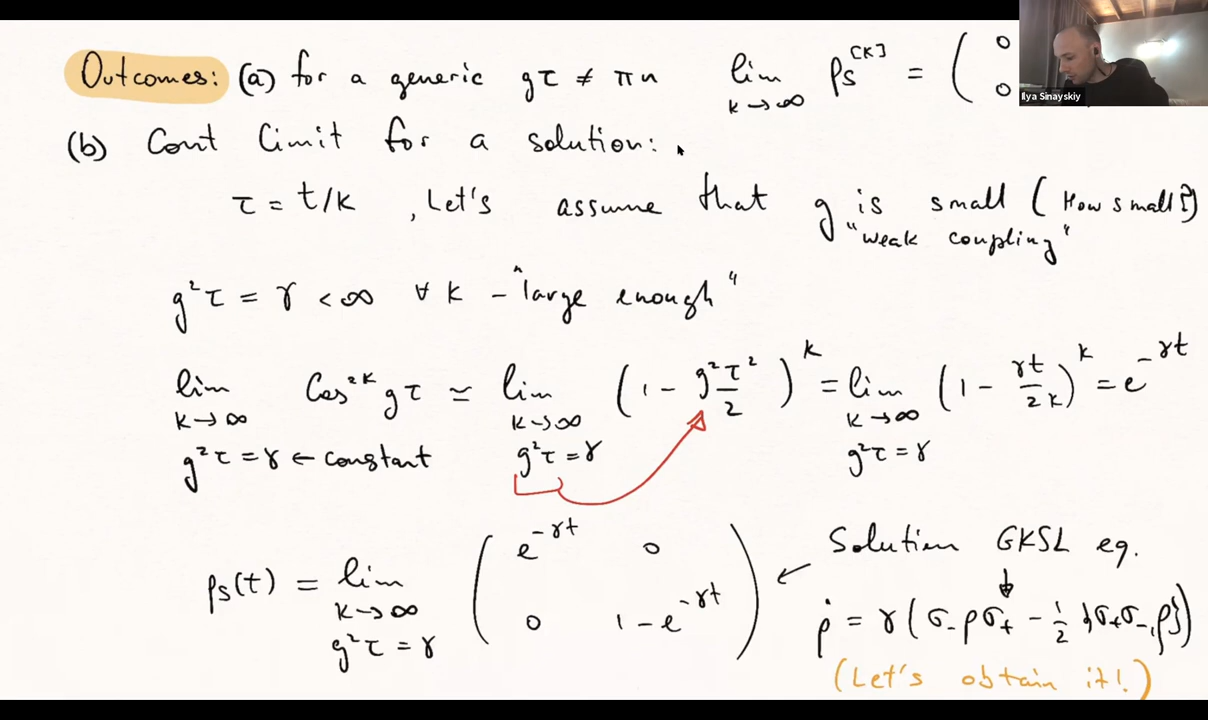 Outcomes: (a) for a generic gτ ≠ πn lim k→∞ ρs^[K] = ( 0 0
Ilya Sinayskiy
(b) Cont limit for a solution:
τ = t/k , Let's assume that g is small (How small?)
"weak coupling"
g²τ = γ < ∞ ∀ k - "large enough"
lim k→∞ Cos^2K gτ ≃ lim k→∞ (1 - g²τ²/2)^k = lim k→∞ (1 - γt/2k)^k = e^-γt
g²τ = γ ← constant g²τ = γ g²τ = γ
ρs(t) = lim k→∞ g²τ = γ ( e^-γt 0 0 1 - e^-γt ) ← Solution GKSL eq.
ρ̇ = γ(σ₋ρσ₊ - 1/2 {σ₊σ₋,ρ})
(Let's obtain it!)